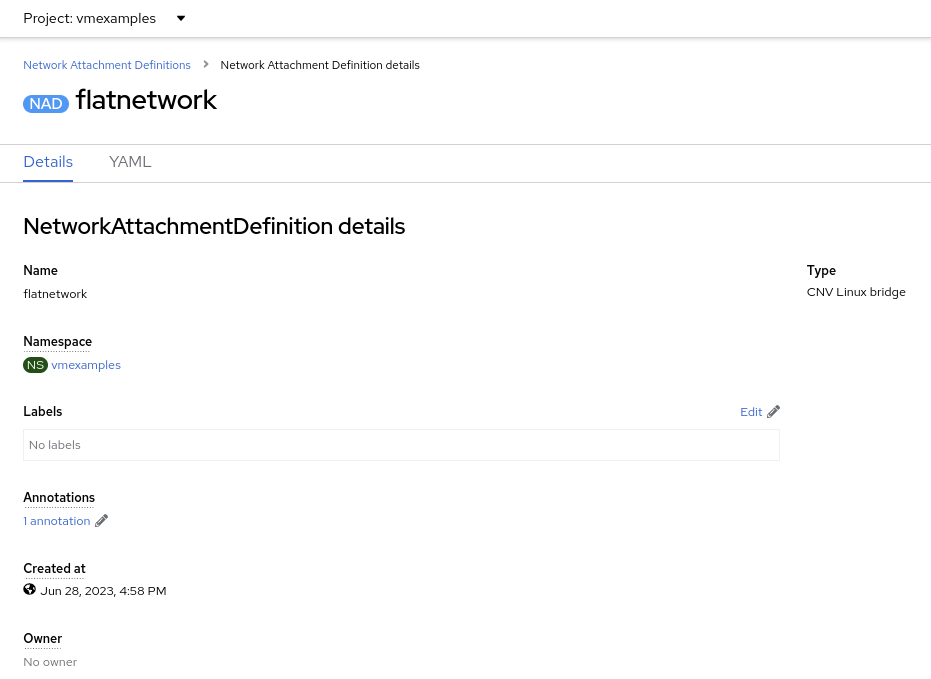 Project: vmexamples
Network Attachment Definitions > Network Attachment Definition details
NAD flatnetwork
Details YAML
NetworkAttachmentDefinition details
Name
flatnetwork
Type
CNV Linux bridge
Namespace
NS vmexamples
Labels
Edit
No labels
Annotations
1 annotation
Created at
Jun 28, 2023, 4:58 PM
Owner
No owner